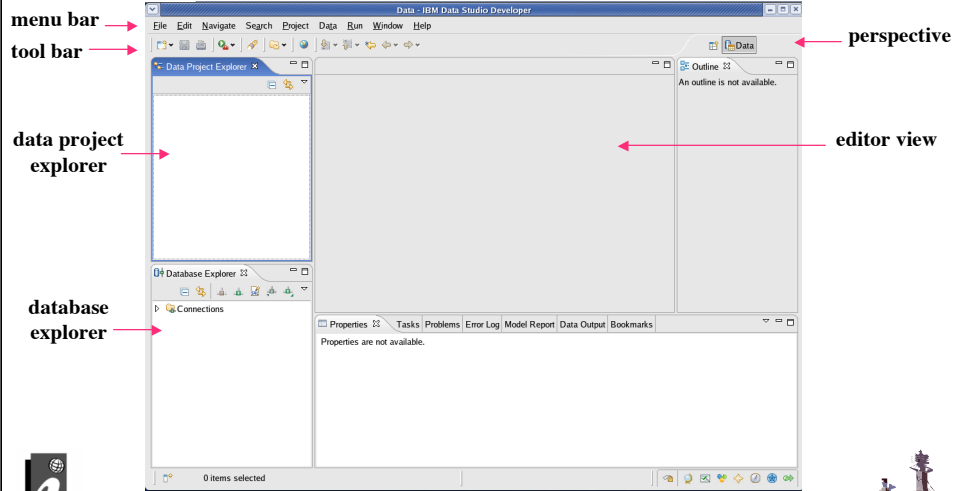 menu bar
tool bar
data project
explorer
database
explorer
perspective
editor view
Data - IBM Data Studio Developer
File Edit Navigate Search Project Data Run Window Help
Data
Data Project Explorer
Outline
An outline is not available.
Database Explorer
Connections
Properties Tasks Problems Error Log Model Report Data Output Bookmarks
Properties are not available.
0 items selected